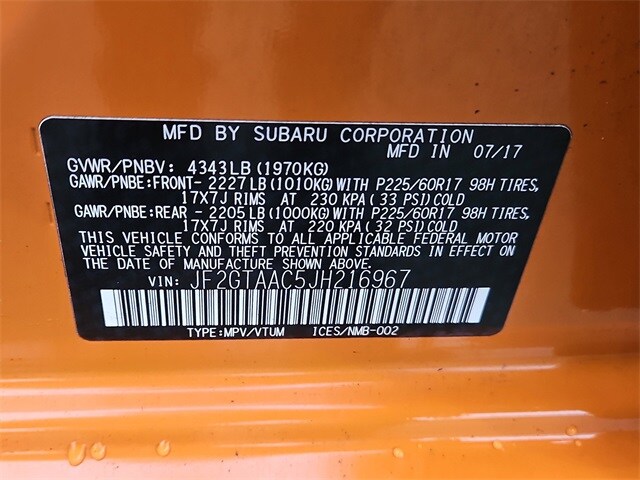 MFD BY SUBARU CORPORATION
MFD IN 07/17
GVWR/PNBV: 4343LB (1970KG)
GAWR/PNBE:FRONT- 2227LB (1010KG) WITH P225/60R17 98H TIRES,
17X7J RIMS AT 230 KPA (33 PSI) COLD
GAWR/PNBE:REAR - 2205LB (1000KG) WITH P225/60R17 98H TIRES,
17X7J RIMS AT 220 KPA (32 PSI) COLD
THIS VEHICLE CONFORMS TO ALL APPLICABLE FEDERAL MOTOR
VEHICLE SAFETY AND THEFT PREVENTION STANDARDS IN EFFECT ON
THE DATE OF MANUFACTURE SHOWN ABOVE.
VIN: JF2GTAAC5JH216967
TYPE:MPV/VTUM ICES/NMB-002